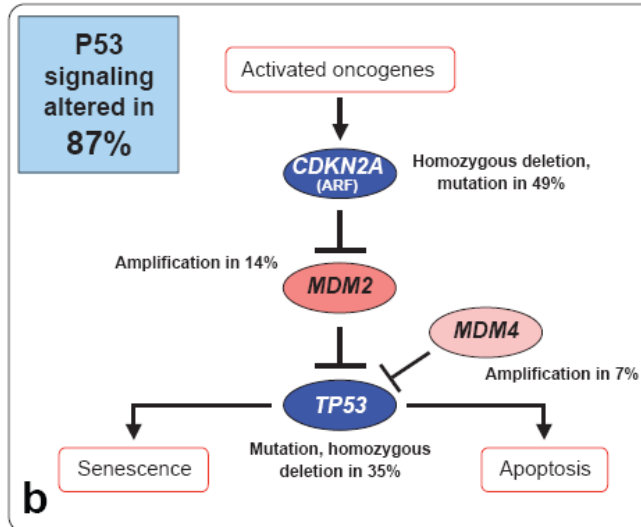 P53
signaling
altered in
87%
Activated oncogenes
CDKN2A
(ARF)
Homozygous deletion,
mutation in 49%
Amplification in 14%
MDM2
MDM4
Amplification in 7%
TP53
Senescence
Mutation, homozygous
deletion in 35%
Apoptosis
b